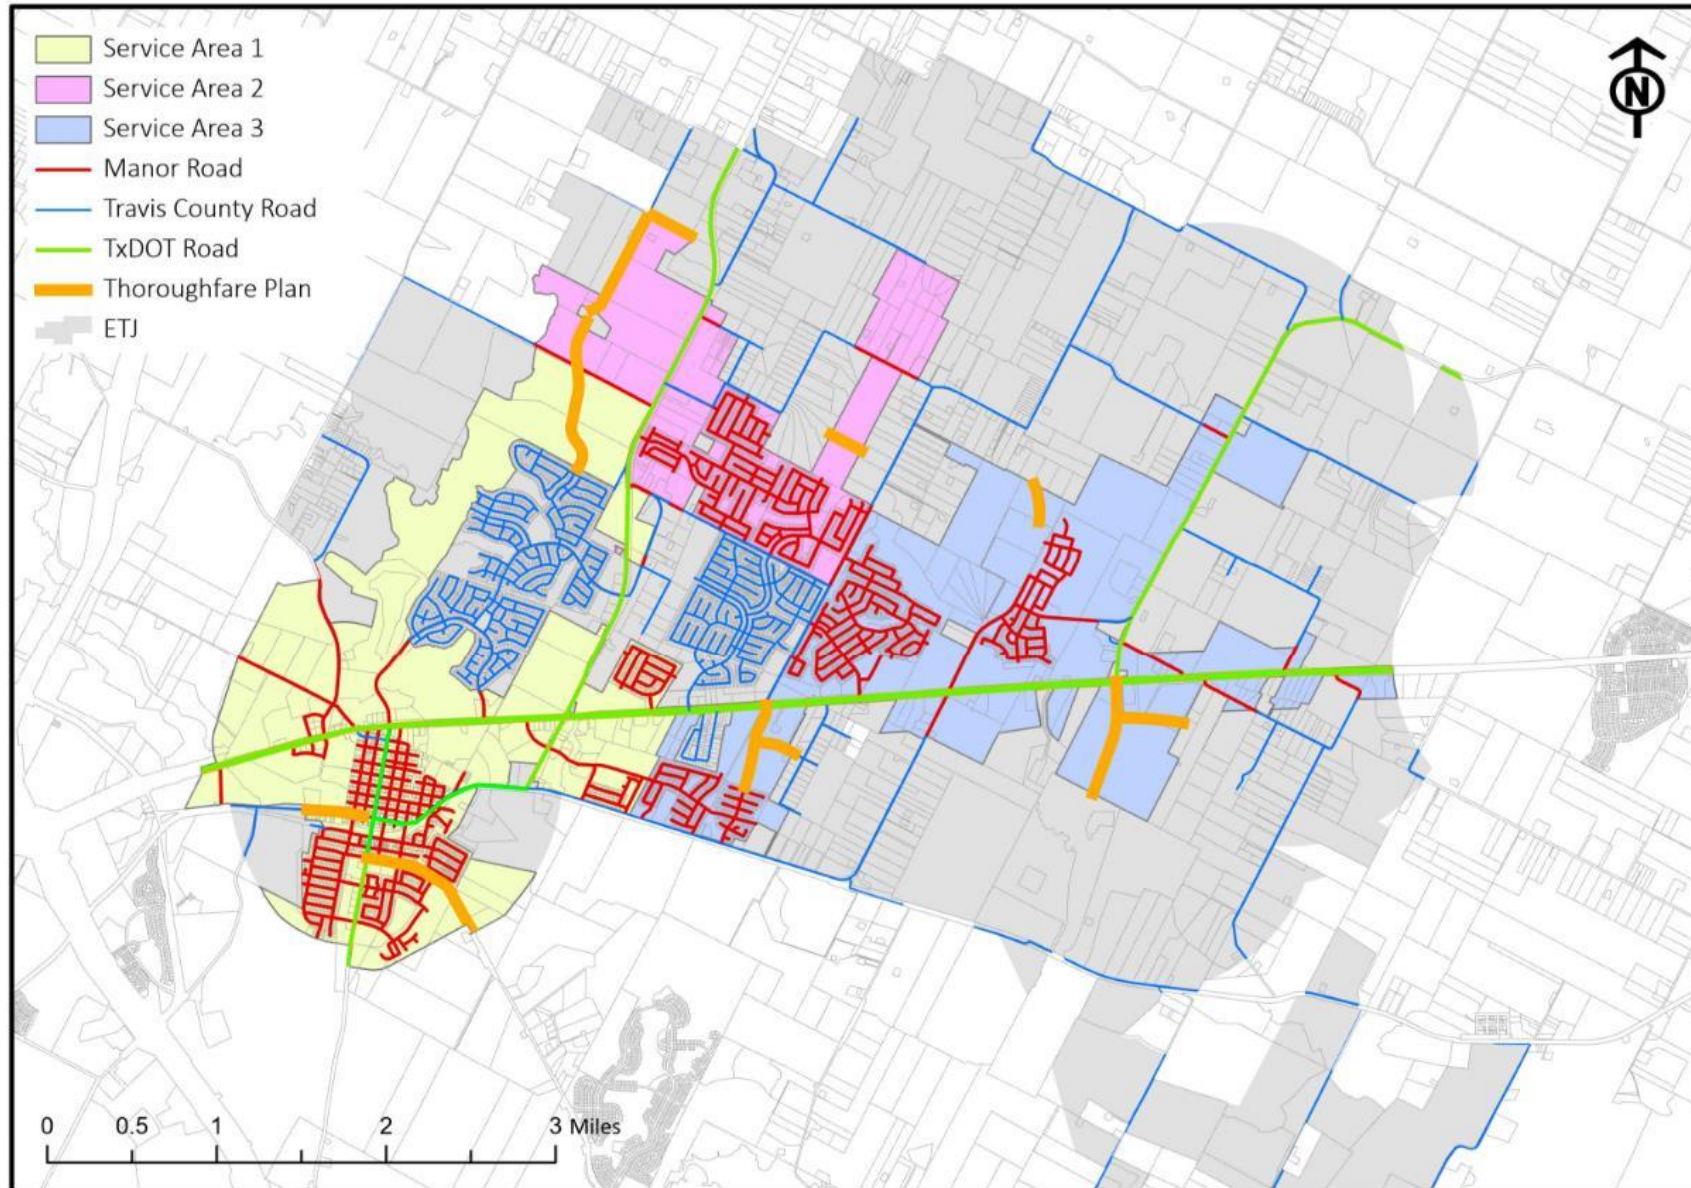 Service Area 1
Service Area 2
Service Area 3
Manor Road
Travis County Road
TxDOT Road
Thoroughfare Plan
ETJ
N
0 0.5 1 2 3 Miles